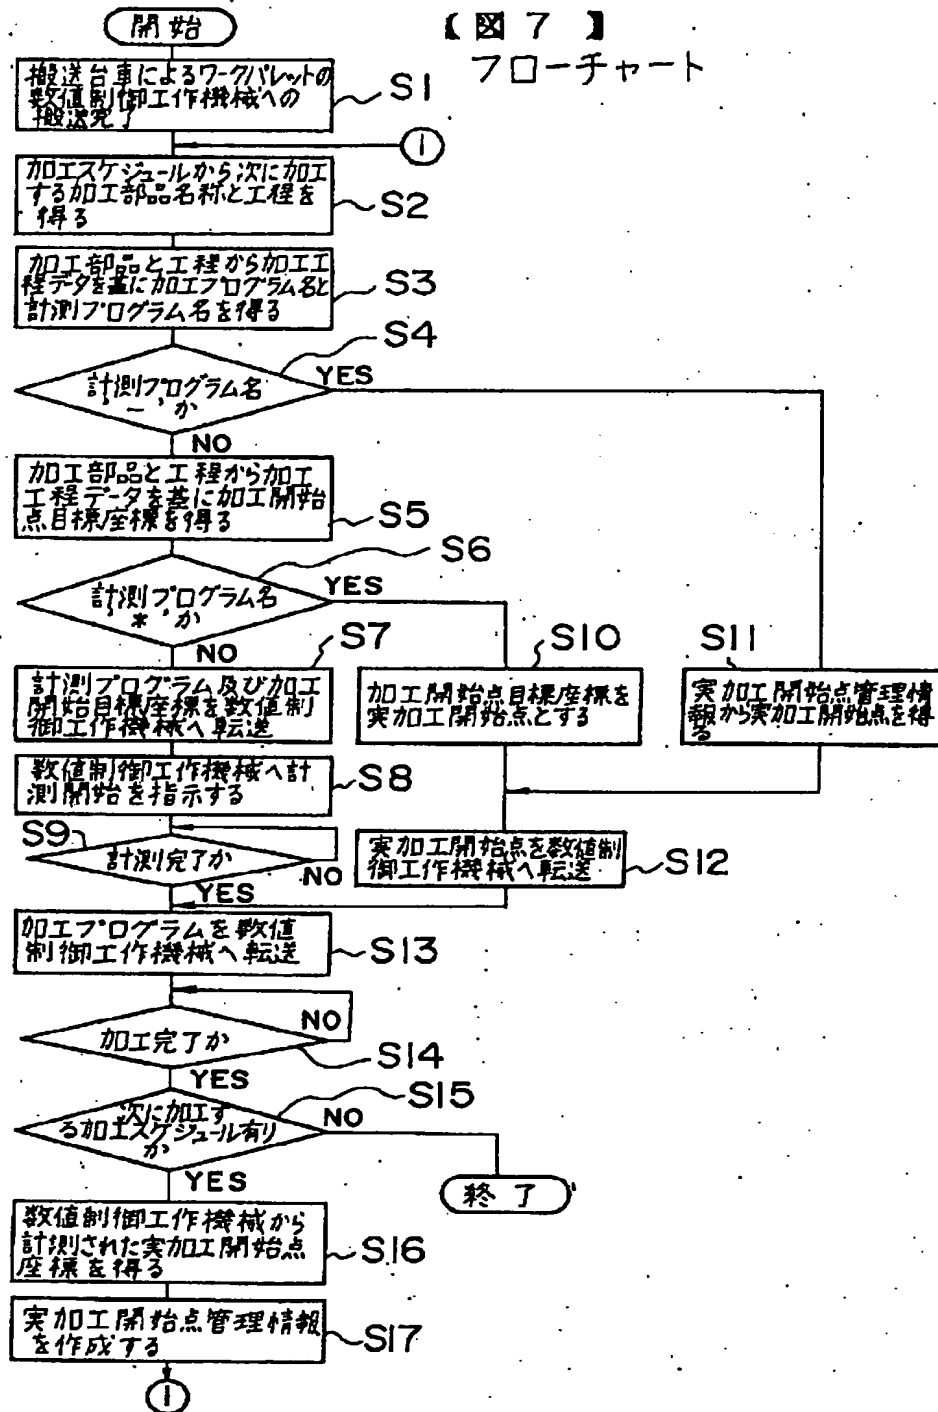 【図7】
フローチャート
開始
搬送台車によるワークパレットの
数値制御工作機械への
搬送完了
S1
1
加工スケジュールから次に加工
する加工部品名称と工程を
得る
S2
加工部品と工程から加工工
程データを基に加工プログラム名と
計測プログラム名を得る
S3
S4
計測プログラム名
'−'か
YES
NO
加工部品と工程から加工
工程データを基に加工開始
点目標座標を得る
S5
S6
計測プログラム名
'*'か
YES
NO
S7
計測プログラム及び加工
開始目標座標を数値制
御工作機械へ転送
S10
加工開始点目標座標を
実加工開始点とする
S11
実加工開始点管理情
報から実加工開始点を得
る
数値制御工作機械へ計
測開始を指示する
S8
S9
計測完了か
NO
YES
実加工開始点を数値制
御工作機械へ転送
S12
加工プログラムを数値
制御工作機械へ転送
S13
加工完了か
NO
S14
YES
S15
次に加工す
る加工スケジュール有り
か
NO
YES
終了
数値制御工作機械から
計測された実加工開始点
座標を得る
S16
実加工開始点管理情報
を作成する
S17
1